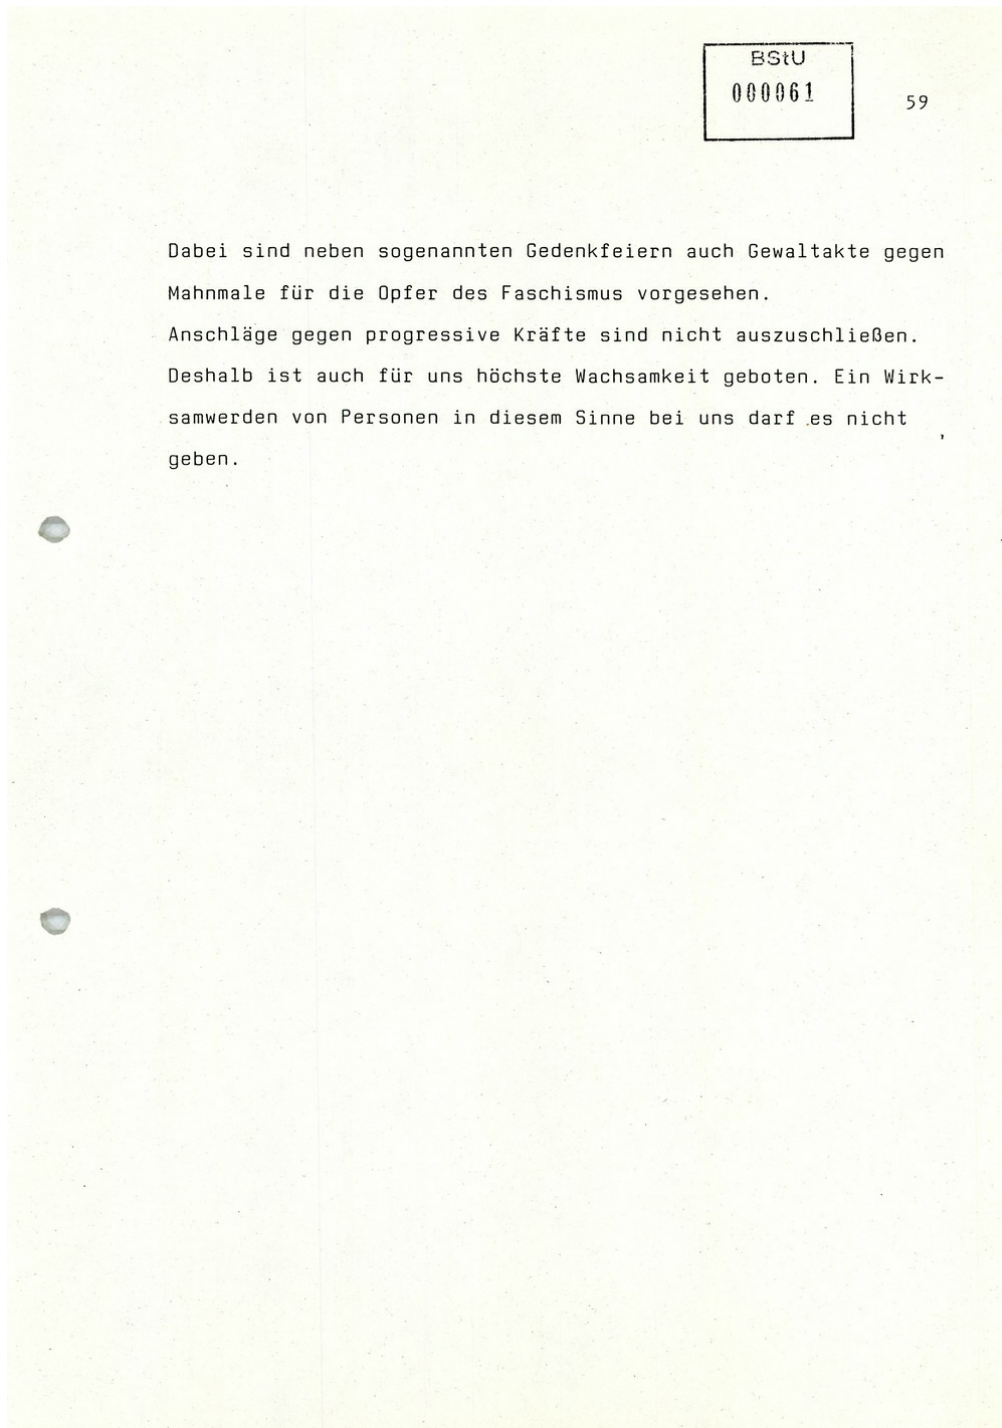 BStU
000061
59
Dabei sind neben sogenannten Gedenkfeiern auch Gewaltakte gegen
Mahnmale für die Opfer des Faschismus vorgesehen.
Anschläge gegen progressive Kräfte sind nicht auszuschließen.
Deshalb ist auch für uns höchste Wachsamkeit geboten. Ein Wirk-
samwerden von Personen in diesem Sinne bei uns darf es nicht
geben.